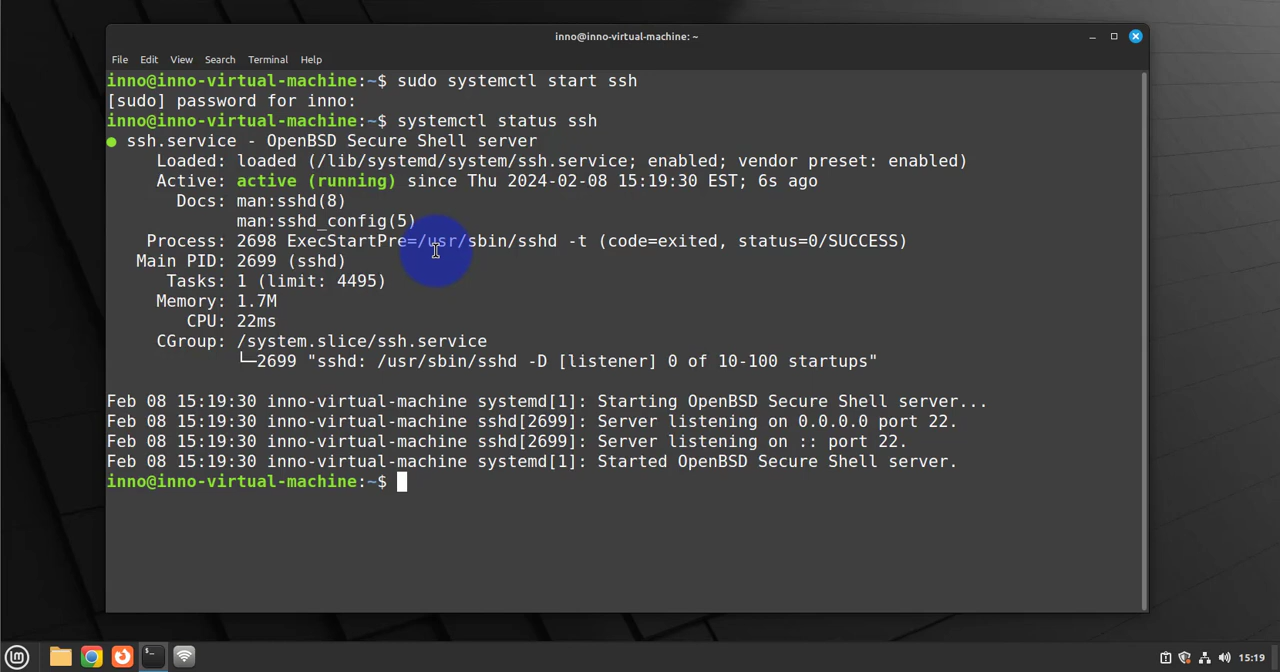 inno@inno-virtual-machine: ~
File Edit View Search Terminal Help
inno@inno-virtual-machine:~$ sudo systemctl start ssh
[sudo] password for inno:
inno@inno-virtual-machine:~$ systemctl status ssh
● ssh.service - OpenBSD Secure Shell server
Loaded: loaded (/lib/systemd/system/ssh.service; enabled; vendor preset: enabled)
Active: active (running) since Thu 2024-02-08 15:19:30 EST; 6s ago
Docs: man:sshd(8)
man:sshd_config(5)
Process: 2698 ExecStartPre=/usr/sbin/sshd -t (code=exited, status=0/SUCCESS)
Main PID: 2699 (sshd)
Tasks: 1 (limit: 4495)
Memory: 1.7M
CPU: 22ms
CGroup: /system.slice/ssh.service
└─2699 "sshd: /usr/sbin/sshd -D [listener] 0 of 10-100 startups"
Feb 08 15:19:30 inno-virtual-machine systemd[1]: Starting OpenBSD Secure Shell server...
Feb 08 15:19:30 inno-virtual-machine sshd[2699]: Server listening on 0.0.0.0 port 22.
Feb 08 15:19:30 inno-virtual-machine sshd[2699]: Server listening on :: port 22.
Feb 08 15:19:30 inno-virtual-machine systemd[1]: Started OpenBSD Secure Shell server.
inno@inno-virtual-machine:~$
15:19